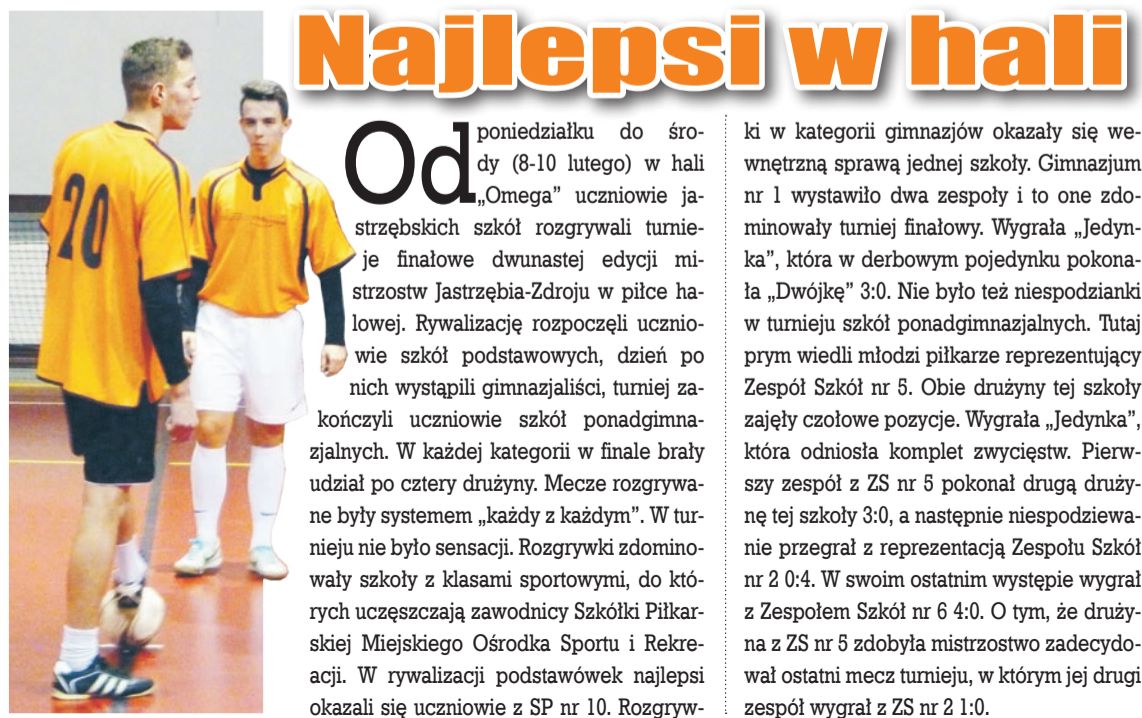 Najlepsi w hali
20
Od poniedziałku do śro-
dy (8-10 lutego) w hali
„Omega” uczniowie ja-
strzębskich szkół rozgrywali turnie-
je finałowe dwunastej edycji mi-
strzostw Jastrzębia-Zdroju w piłce ha-
lowej. Rywalizację rozpoczęli ucznio-
wie szkół podstawowych, dzień po
nich wystąpili gimnazjaliści, turniej za-
kończyli uczniowie szkół ponadgimna-
zjalnych. W każdej kategorii w finale brały
udział po cztery drużyny. Mecze rozgrywa-
ne były systemem „każdy z każdym”. W tur-
nieju nie było sensacji. Rozgrywki zdomino-
wały szkoły z klasami sportowymi, do któ-
rych uczęszczają zawodnicy Szkółki Piłkar-
skiej Miejskiego Ośrodka Sportu i Rekre-
acji. W rywalizacji podstawówek najlepsi
okazali się uczniowie z SP nr 10. Rozgryw-
ki w kategorii gimnazjów okazały się we-
wnętrzną sprawą jednej szkoły. Gimnazjum
nr 1 wystawiło dwa zespoły i to one zdo-
minowały turniej finałowy. Wygrała „Jedyn-
ka”, która w derbowym pojedynku pokona-
ła „Dwójkę” 3:0. Nie było też niespodzianki
w turnieju szkół ponadgimnazjalnych. Tutaj
prym wiedli młodzi piłkarze reprezentujący
Zespół Szkół nr 5. Obie drużyny tej szkoły
zajęły czołowe pozycje. Wygrała „Jedynka”,
która odniosła komplet zwycięstw. Pierw-
szy zespół z ZS nr 5 pokonał drugą druży-
nę tej szkoły 3:0, a następnie niespodziewa-
nie przegrał z reprezentacją Zespołu Szkół
nr 2 0:4. W swoim ostatnim występie wygrał
z Zespołem Szkół nr 6 4:0. O tym, że druży-
na z ZS nr 5 zdobyła mistrzostwo zadecydo-
wał ostatni mecz turnieju, w którym jej drugi
zespół wygrał z ZS nr 2 1:0.